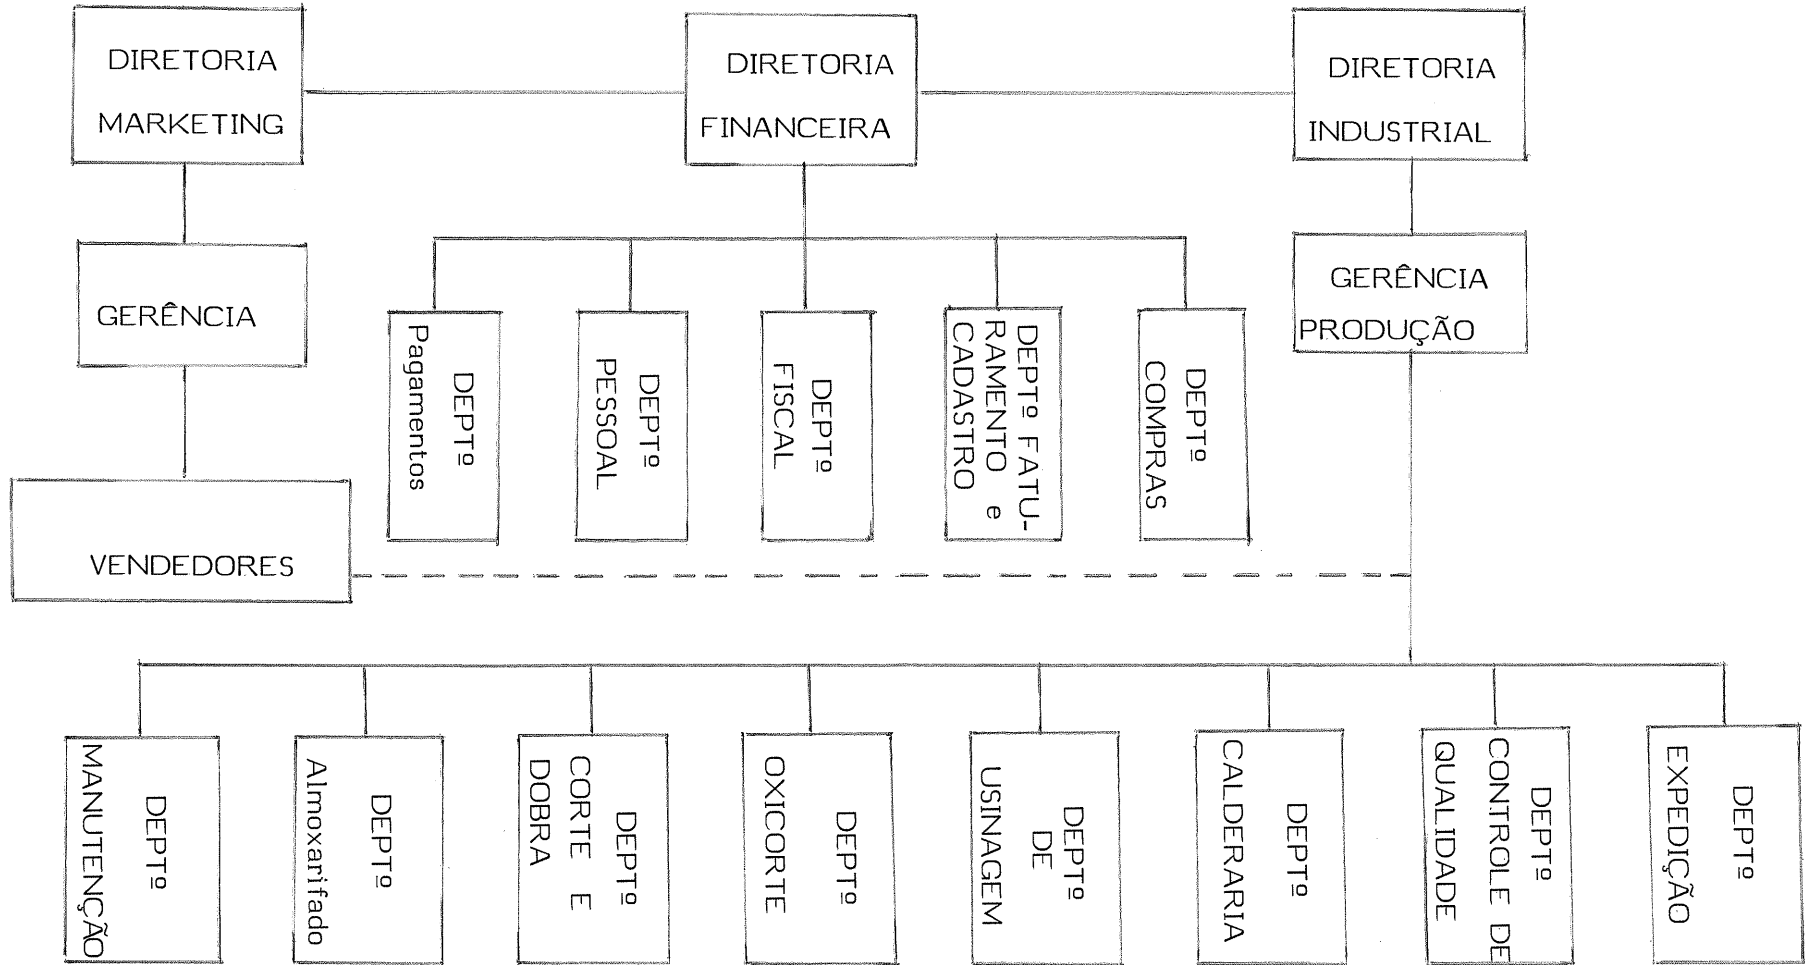 DIRETORIA
MARKETING
DIRETORIA
FINANCEIRA
DIRETORIA
INDUSTRIAL
GERÊNCIA
GERÊNCIA
PRODUÇÃO
DEPTº
Pagamentos
DEPTº
PESSOAL
DEPTº
FISCAL
DEPTº FATU-
RAMENTO e
CADASTRO
DEPTº
COMPRAS
VENDEDORES
DEPTº
MANUTENÇÃO
DEPTº
Almoxarifado
DEPTº
CORTE E
DOBRA
DEPTº
OXICORTE
DEPTº
DE
USINAGEM
DEPTº
CALDERARIA
DEPTº
CONTROLE DE
QUALIDADE
DEPTº
EXPEDIÇÃO